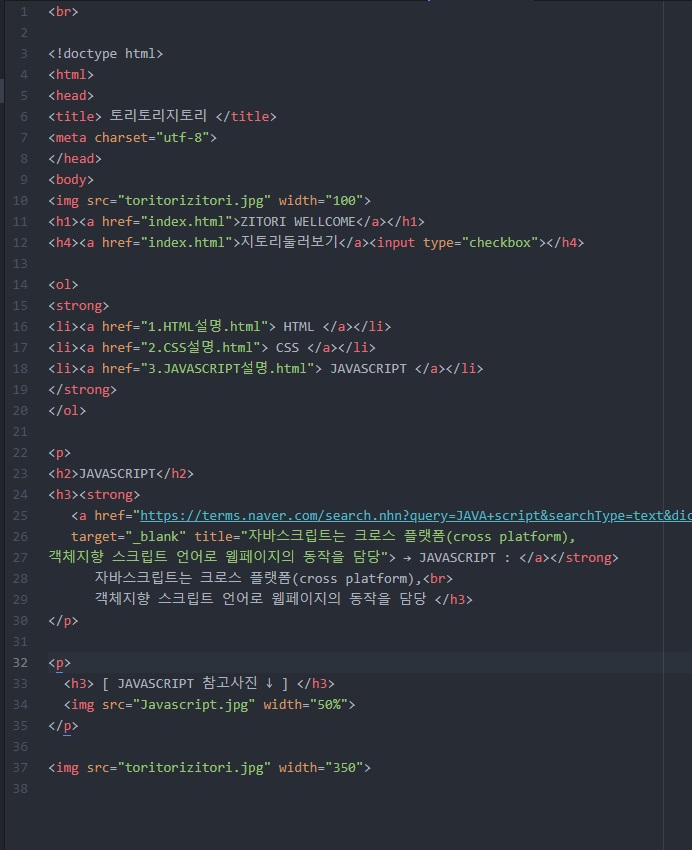 1 <br>
2
3 <!doctype html>
4 <html>
5 <head>
6 <title> 토리토리지토리 </title>
7 <meta charset="utf-8">
8 </head>
9 <body>
10 <img src="toritorizitori.jpg" width="100">
11 <h1><a href="index.html">ZITORI WELLCOME</a></h1>
12 <h4><a href="index.html">지토리둘러보기</a><input type="checkbox"></h4>
13
14 <ol>
15 <strong>
16 <li><a href="1.HTML설명.html"> HTML </a></li>
17 <li><a href="2.CSS설명.html"> CSS </a></li>
18 <li><a href="3.JAVASCRIPT설명.html"> JAVASCRIPT </a></li>
19 </strong>
20 </ol>
21
22 <p>
23 <h2>JAVASCRIPT</h2>
24 <h3><strong>
25 <a href="https://terms.naver.com/search.nhn?query=JAVA+script&searchType=text&dic
26 target="_blank" title="자바스크립트는 크로스 플랫폼(cross platform),
27 객체지향 스크립트 언어로 웹페이지의 동작을 담당"> → JAVASCRIPT : </a></strong>
28 자바스크립트는 크로스 플랫폼(cross platform),<br>
29 객체지향 스크립트 언어로 웹페이지의 동작을 담당 </h3>
30 </p>
31
32 <p>
33 <h3> [ JAVASCRIPT 참고사진 ↓ ] </h3>
34 <img src="Javascript.jpg" width="50%">
35 </p>
36
37 <img src="toritorizitori.jpg" width="350">
38